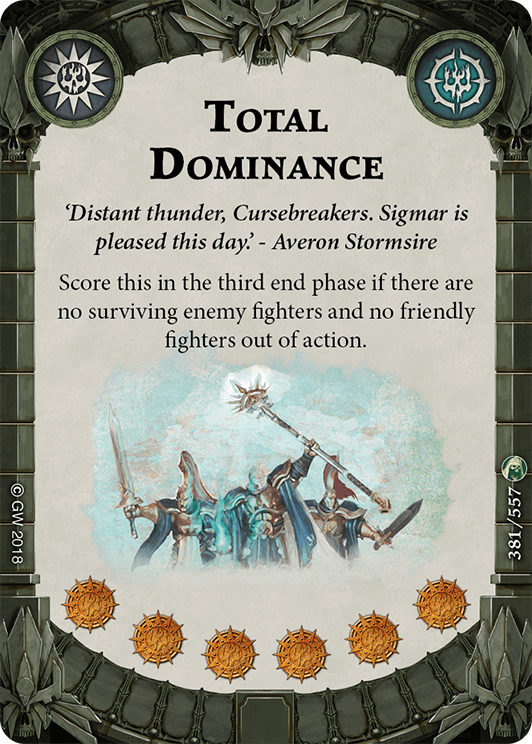 Total
Dominance
‘Distant thunder, Cursebreakers. Sigmar is
pleased this day.’ - Averon Stormsire
Score this in the third end phase if there are
no surviving enemy fighters and no friendly
fighters out of action.
© GW 2018
381/557